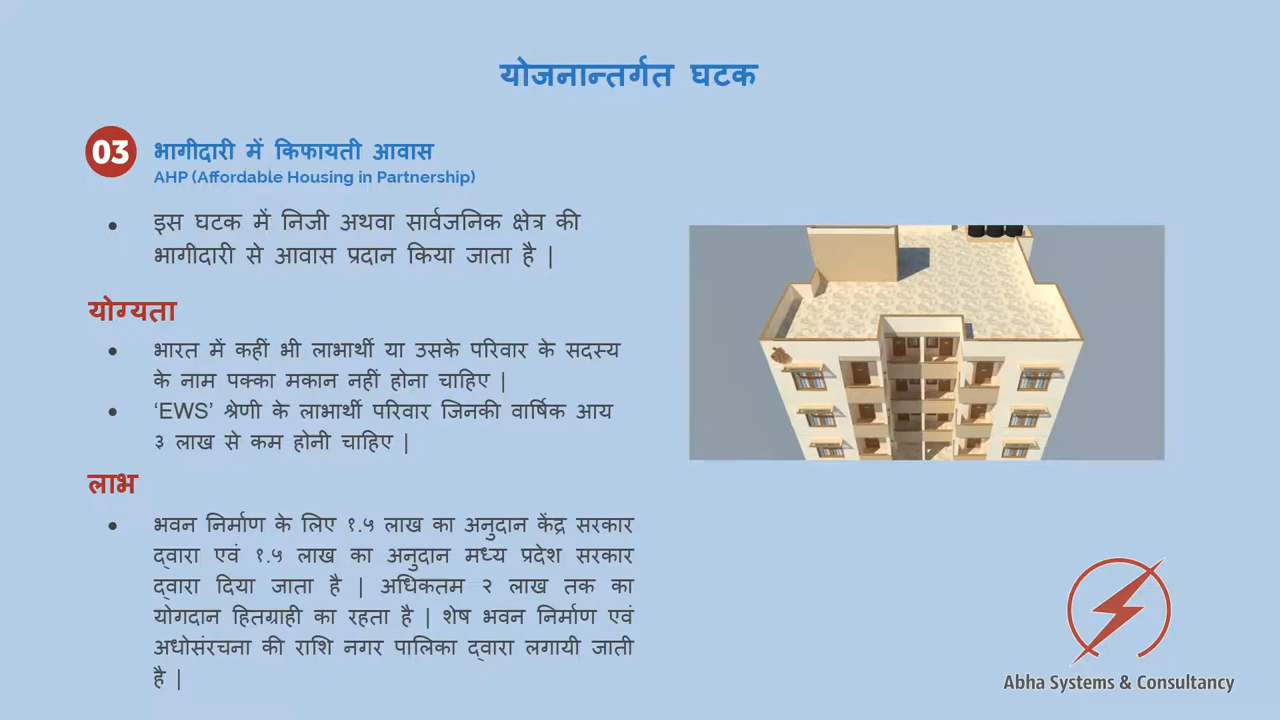 योजनान्तर्गत घटक
03
भागीदारी में किफायती आवास
AHP (Affordable Housing in Partnership)
• इस घटक में निजी अथवा सार्वजनिक क्षेत्र की
भागीदारी से आवास प्रदान किया जाता है |
योग्यता
• भारत में कहीं भी लाभार्थी या उसके परिवार के सदस्य
के नाम पक्का मकान नहीं होना चाहिए |
• ‘EWS’ श्रेणी के लाभार्थी परिवार जिनकी वार्षिक आय
३ लाख से कम होनी चाहिए |
लाभ
• भवन निर्माण के लिए १.५ लाख का अनुदान केंद्र सरकार
द्वारा एवं १.५ लाख का अनुदान मध्य प्रदेश सरकार
द्वारा दिया जाता है | अधिकतम २ लाख तक का
योगदान हितग्राही का रहता है | शेष भवन निर्माण एवं
अधोसंरचना की राशि नगर पालिका द्वारा लगायी जाती
है |
Abha Systems & Consultancy